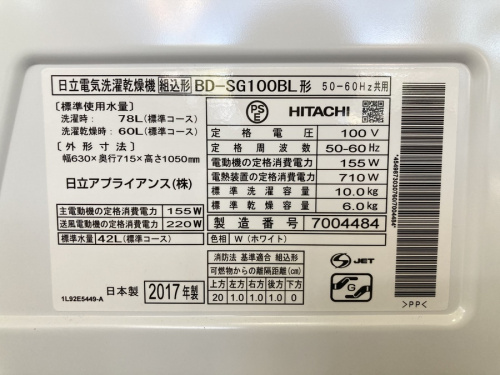 日立電気洗濯乾燥機 組込形 BD-SG100BL形 50-60Hz共用
[標準使用水量]
洗濯時: 78L(標準コース)
洗濯乾燥時: 60L(標準コース)
[外形寸法]
幅630×奥行715×高さ1050mm
日立アプライアンス(株)
主電動機の定格消費電力 155W
送風電動機の定格消費電力 220W
標準水量 42L(標準コース)
PSE HITACHI
定格電圧 100V
定格周波数 50-60Hz
電動機の定格消費電力 155W
電熱装置の定格消費電力 710W
標準洗濯容量 10.0kg
標準乾燥容量 6.0kg
製造番号 7004484
色相 W(ホワイト)
消防法 基準適合 組込形
可燃物からの離隔距離(cm)
上方 左方 右方 前方 後方 下方
20 1.0 1.0 1.0 0
JET
G
日本製 2017年製
1L92E5449-A
>PP<